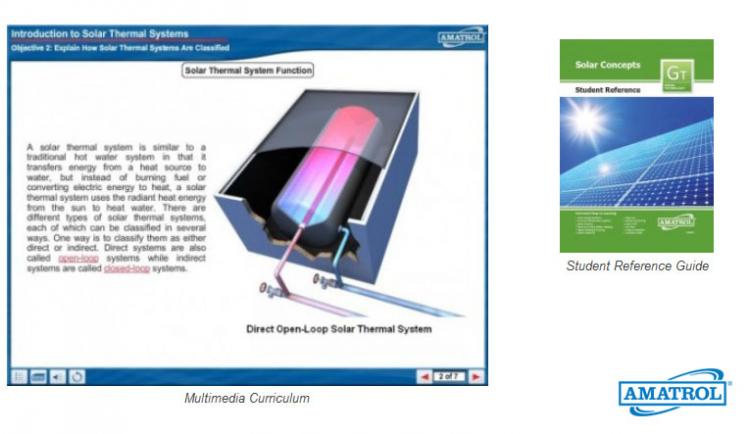 Introduction to Solar Thermal Systems
Objective 2: Explain How Solar Thermal Systems Are Classified
AMATROL
Solar Thermal System Function
A solar thermal system is similar to a
traditional hot water system in that it
transfers energy from a heat source to
water, but instead of burning fuel or
converting electric energy to heat, a solar
thermal system uses the radiant heat energy
from the sun to heat water. There are
different types of solar thermal systems,
each of which can be classified in several
ways. One way is to classify them as either
direct or indirect. Direct systems are also
called open-loop systems while indirect
systems are called closed-loop systems.
Direct Open-Loop Solar Thermal System
2 of 7
Multimedia Curriculum
Solar Concepts
GT
Student Reference
AMATROL
Student Reference Guide
AMATROL®